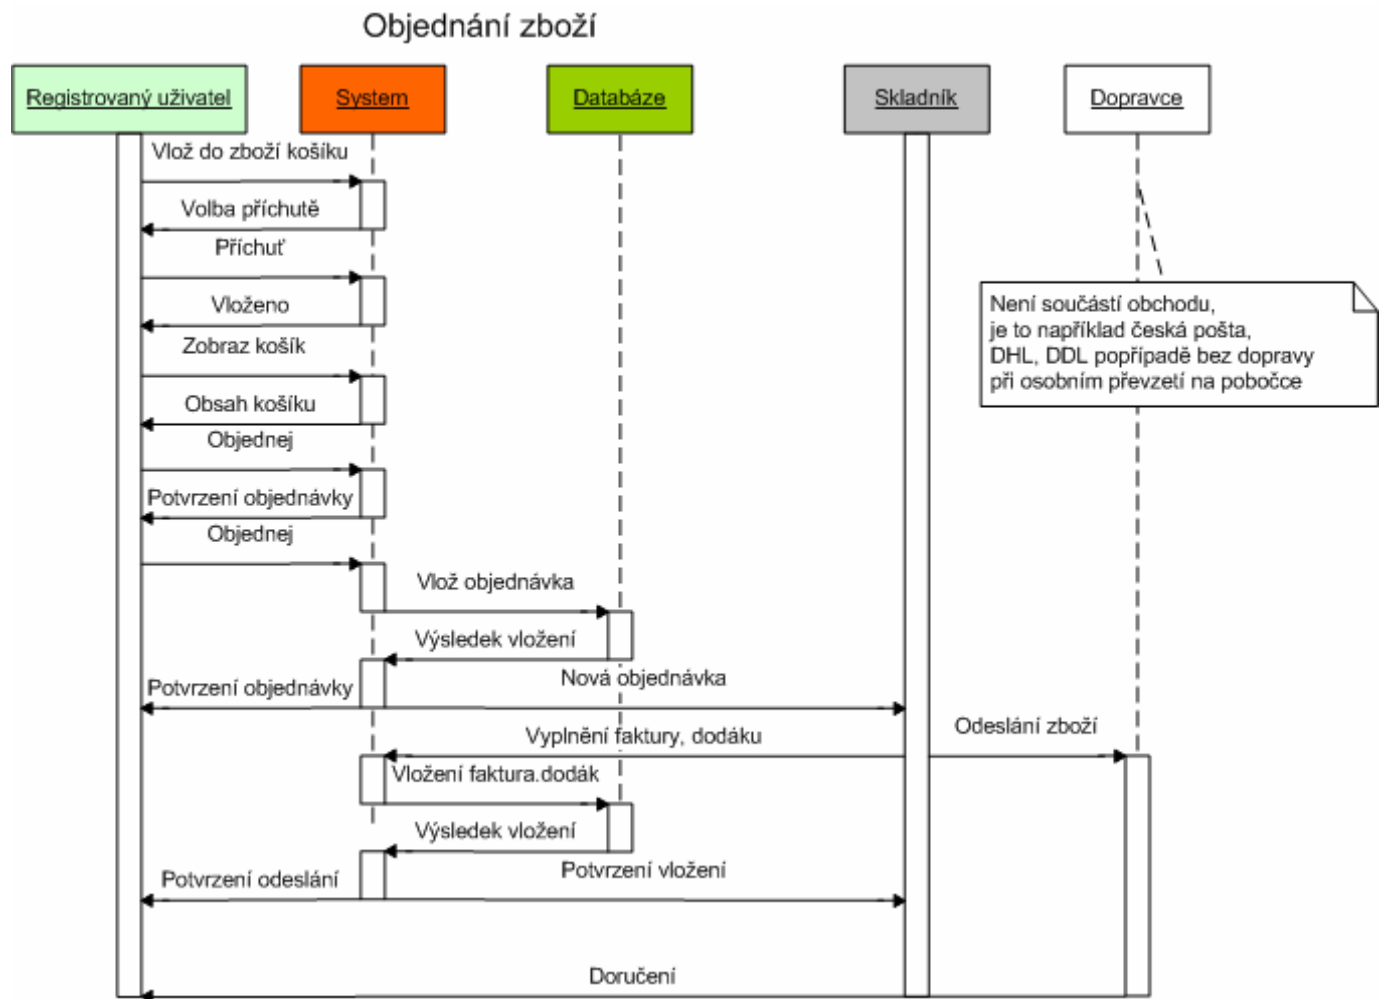 Objednání zboží
Registrovaný uživatel
System
Databáze
Skladník
Dopravce
Vlož do zboží košíku
Volba příchutě
Příchuť
Vloženo
Zobraz košík
Obsah košíku
Objednej
Potvrzení objednávky
Objednej
Není součástí obchodu,
je to například česká pošta,
DHL, DDL popřípadě bez dopravy
při osobním převzetí na pobočce
Vlož objednávka
Výsledek vložení
Nová objednávka
Potvrzení objednávky
Odeslání zboží
Vyplnění faktury, dodáku
Vložení faktura.dodák
Výsledek vložení
Potvrzení vložení
Potvrzení odeslání
Doručení